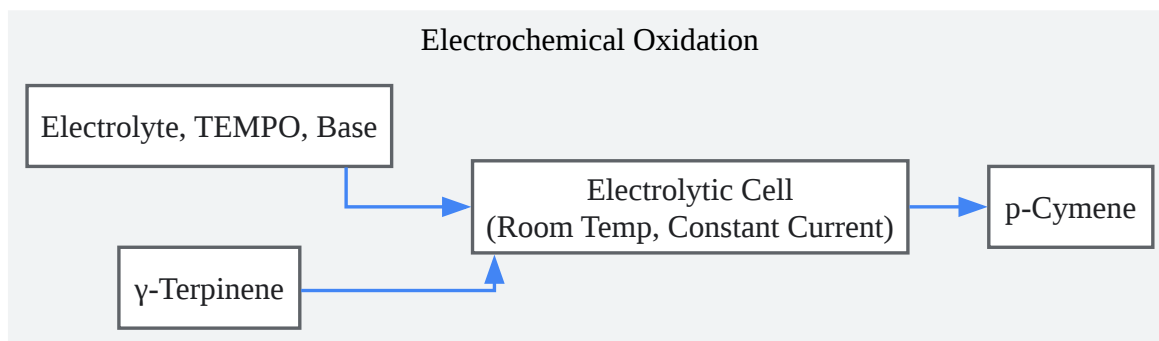 Electrochemical Oxidation
Electrolyte, TEMPO, Base
Electrolytic Cell
(Room Temp, Constant Current)
p-Cymene
γ-Terpinene